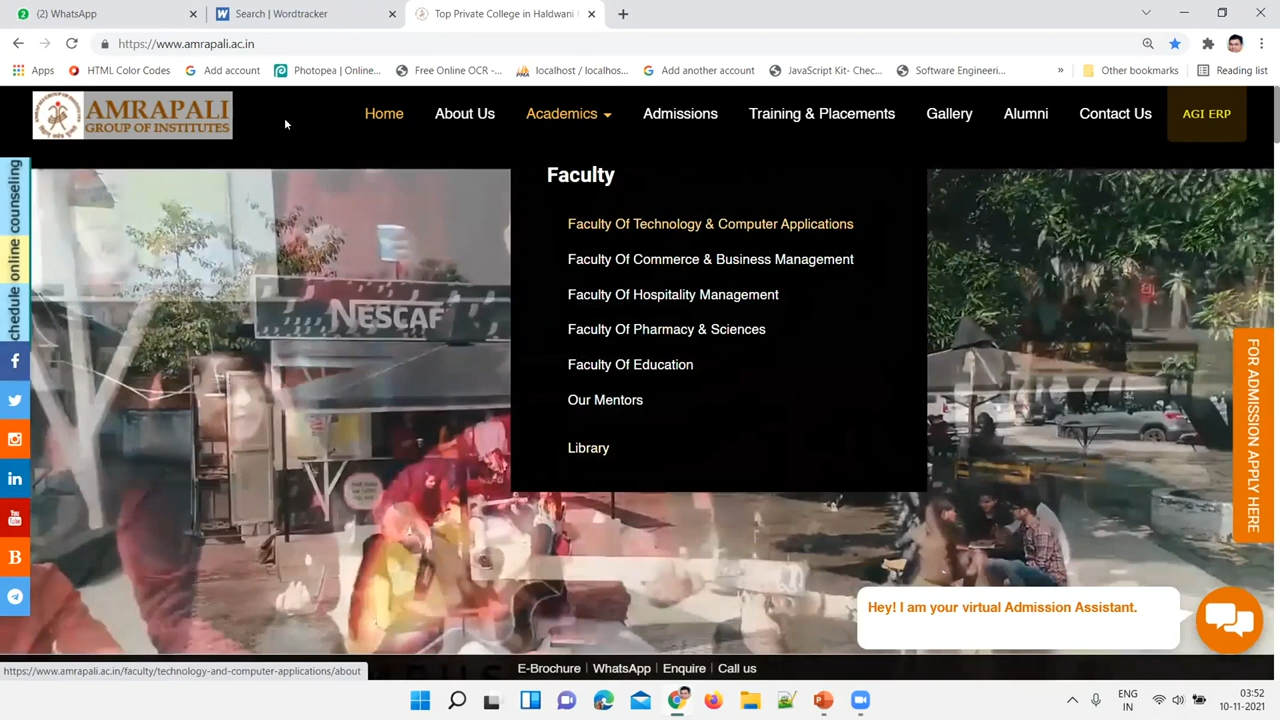 (2) WhatsApp
Search | Wordtracker
Top Private College in Haldwani
https://www.amrapali.ac.in
Apps
HTML Color Codes
Add account
Photopea | Online...
Free Online OCR -...
localhost / localhos...
Add another account
JavaScript Kit- Chec...
Software Engineeri...
»
Other bookmarks
Reading list
AMRAPALI
GROUP OF INSTITUTES
Home
About Us
Academics
Admissions
Training & Placements
Gallery
Alumni
Contact Us
AGI ERP
chedule online counseling
Faculty
Faculty Of Technology & Computer Applications
Faculty Of Commerce & Business Management
Faculty Of Hospitality Management
Faculty Of Pharmacy & Sciences
Faculty Of Education
Our Mentors
Library
NESCAF
FOR ADMISSION APPLY HERE
Hey! I am your virtual Admission Assistant.
https://www.amrapali.ac.in/faculty/technology-and-computer-applications/about
E-Brochure | WhatsApp | Enquire | Call us
ENG
IN
03:52
10-11-2021